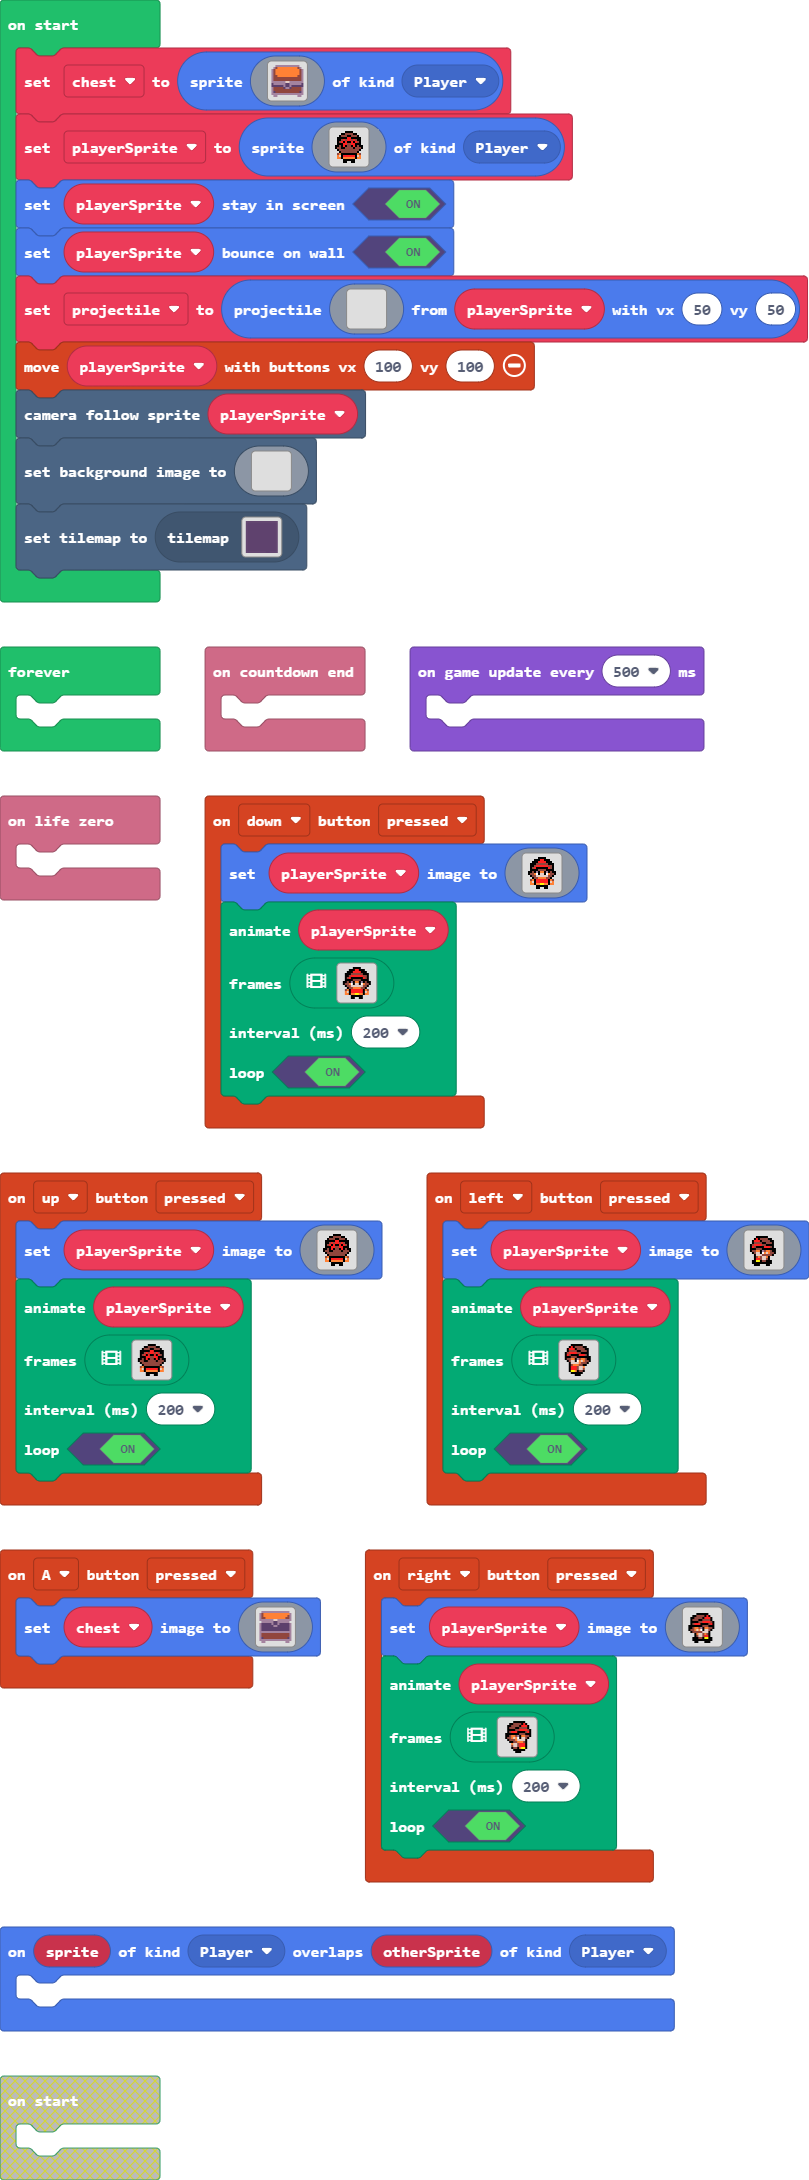 on start
set chest to sprite of kind Player
set playerSprite to sprite of kind Player
set playerSprite stay in screen ON
set playerSprite bounce on wall ON
set projectile to projectile from playerSprite with vx 50 vy 50
move playerSprite with buttons vx 100 vy 100
camera follow sprite playerSprite
set background image to
set tilemap to tilemap
forever
on countdown end
on game update every 500 ms
on life zero
on down button pressed
set playerSprite image to
animate playerSprite
frames
interval (ms) 200
loop ON
on up button pressed
set playerSprite image to
animate playerSprite
frames
interval (ms) 200
loop ON
on left button pressed
set playerSprite image to
animate playerSprite
frames
interval (ms) 200
loop ON
on A button pressed
set chest image to
on right button pressed
set playerSprite image to
animate playerSprite
frames
interval (ms) 200
loop ON
on sprite of kind Player overlaps otherSprite of kind Player
on start